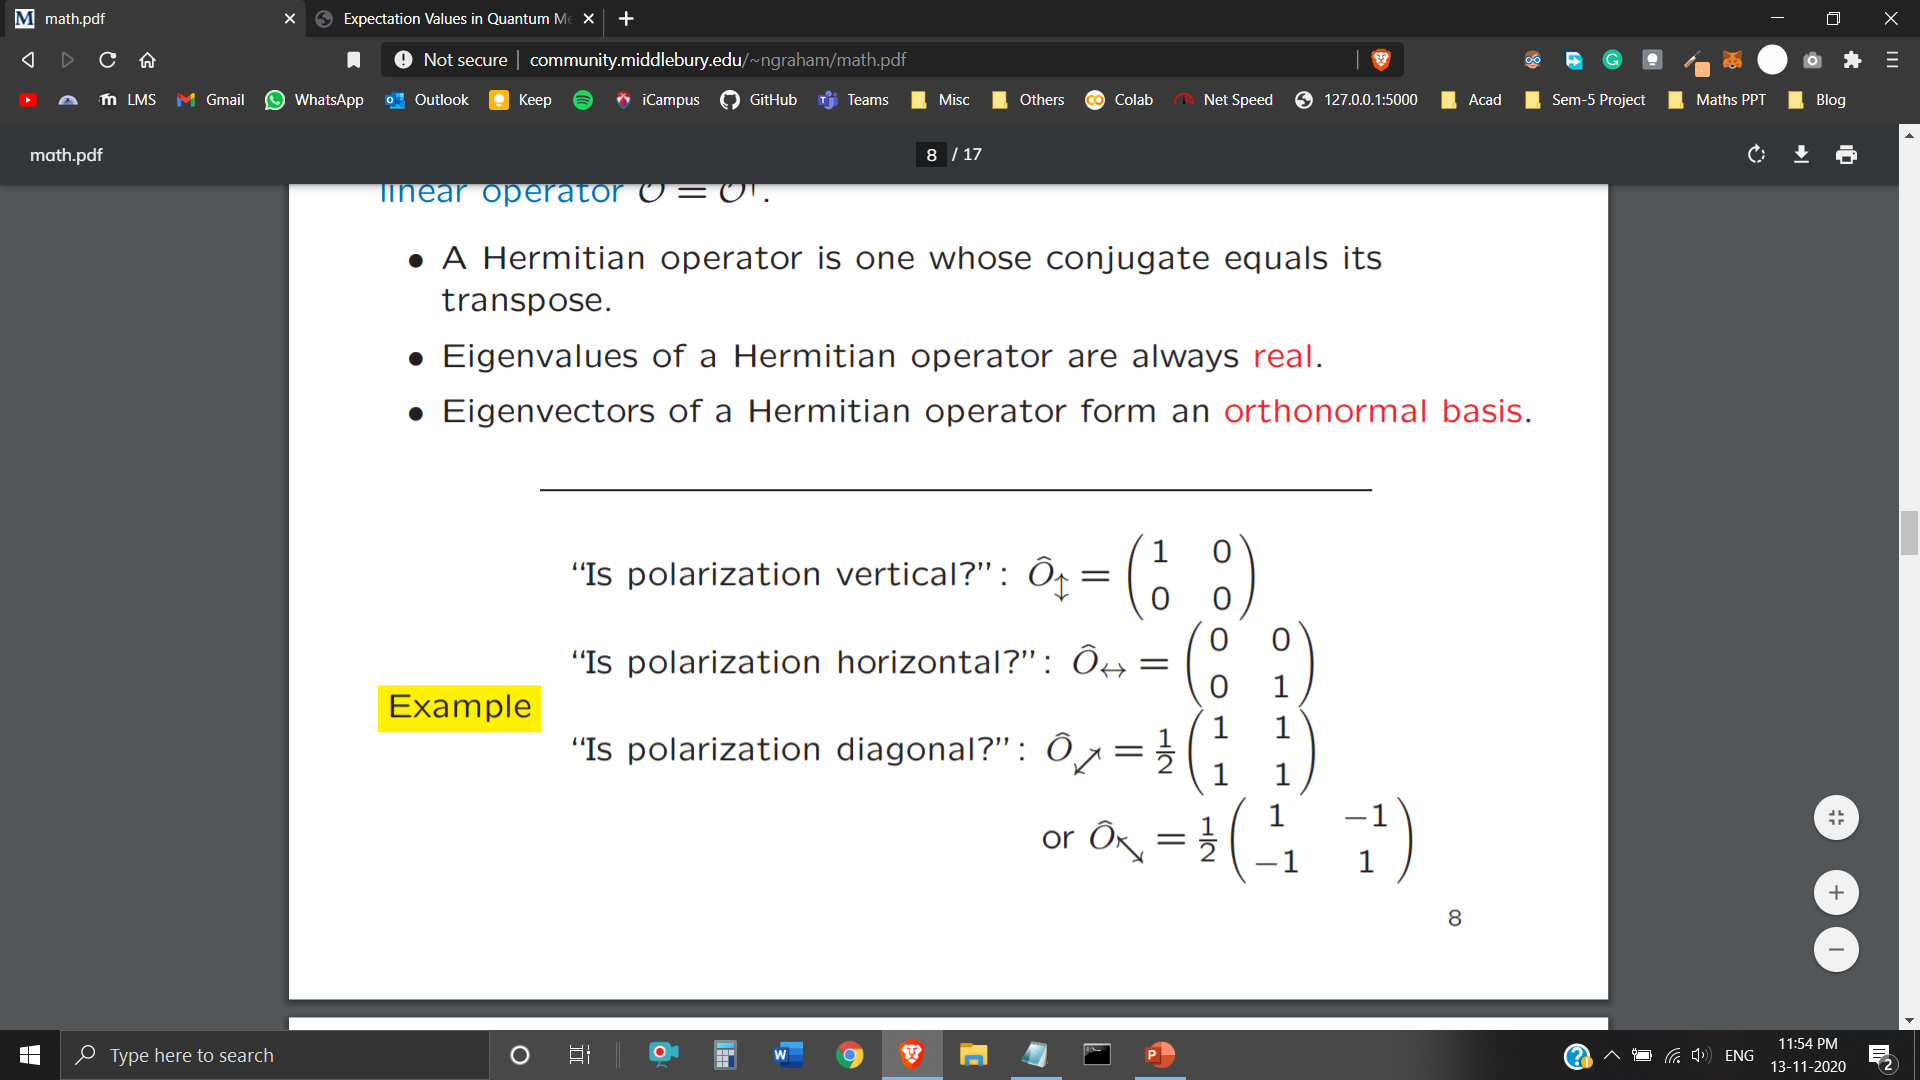 math.pdf
Expectation Values in Quantum Me
Not secure | community.middlebury.edu/~ngraham/math.pdf
LMS Gmail WhatsApp Outlook Keep iCampus GitHub Teams Misc Others Colab Net Speed 127.0.0.1:5000 Acad Sem-5 Project Maths PPT Blog
math.pdf 8 / 17
linear operator Ô = Ô†.
• A Hermitian operator is one whose conjugate equals its
transpose.
• Eigenvalues of a Hermitian operator are always real.
• Eigenvectors of a Hermitian operator form an orthonormal basis.
“Is polarization vertical?”: Ô↕ = (1 0
0 0)
“Is polarization horizontal?”: Ô↔ = (0 0
0 1)
Example
“Is polarization diagonal?”: Ô⤢ = 1/2 (1 1
1 1)
or Ô⤡ = 1/2 (1 −1
−1 1)
8
Type here to search
ENG
11:54 PM
13-11-2020
2